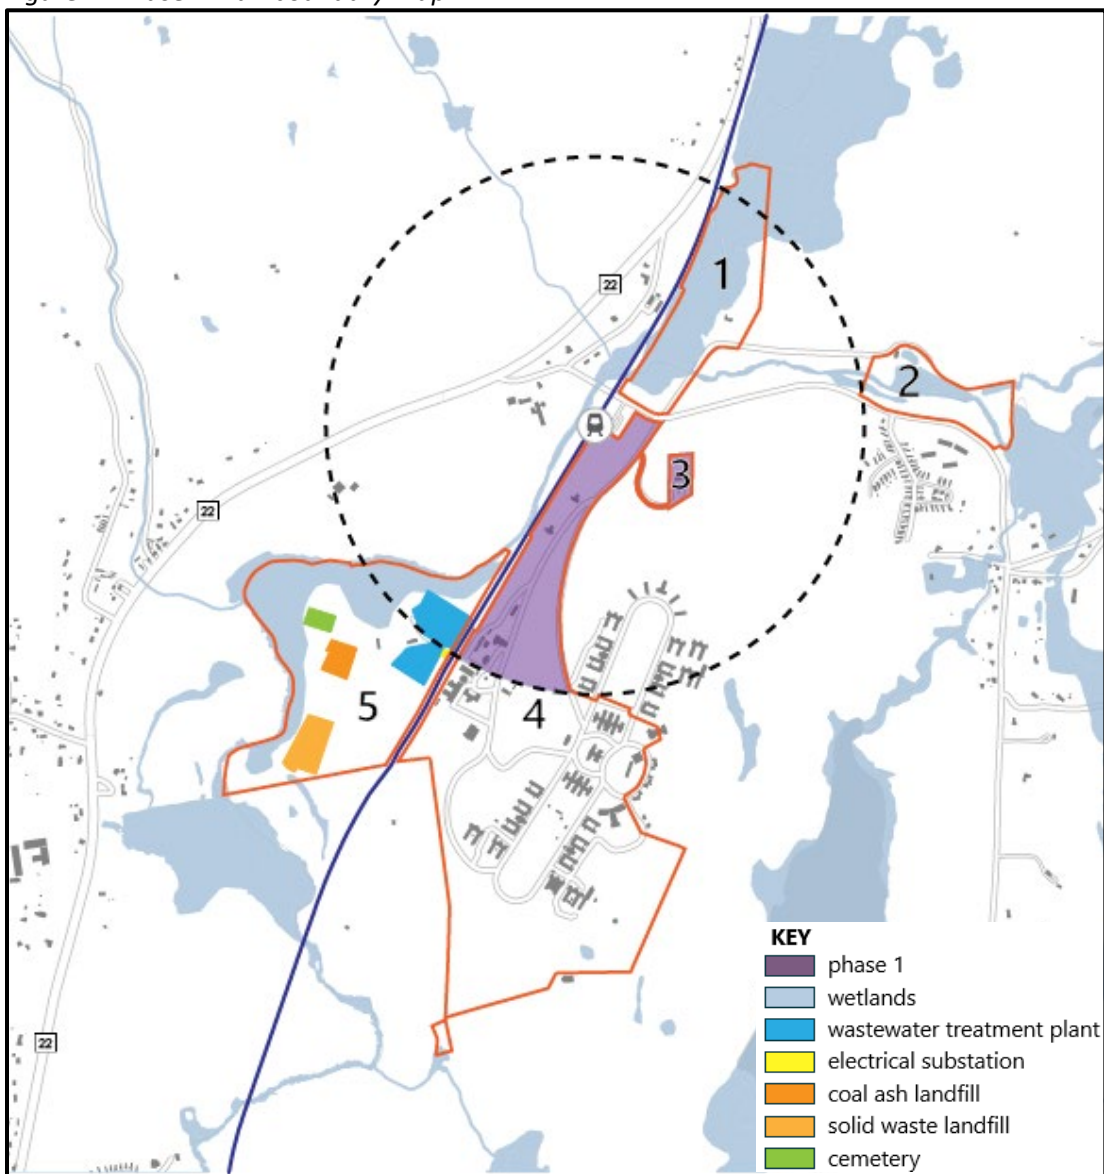 22
1
2
3
22
4
5
22
KEY
phase 1
wetlands
wastewater treatment plant
electrical substation
coal ash landfill
solid waste landfill
cemetery